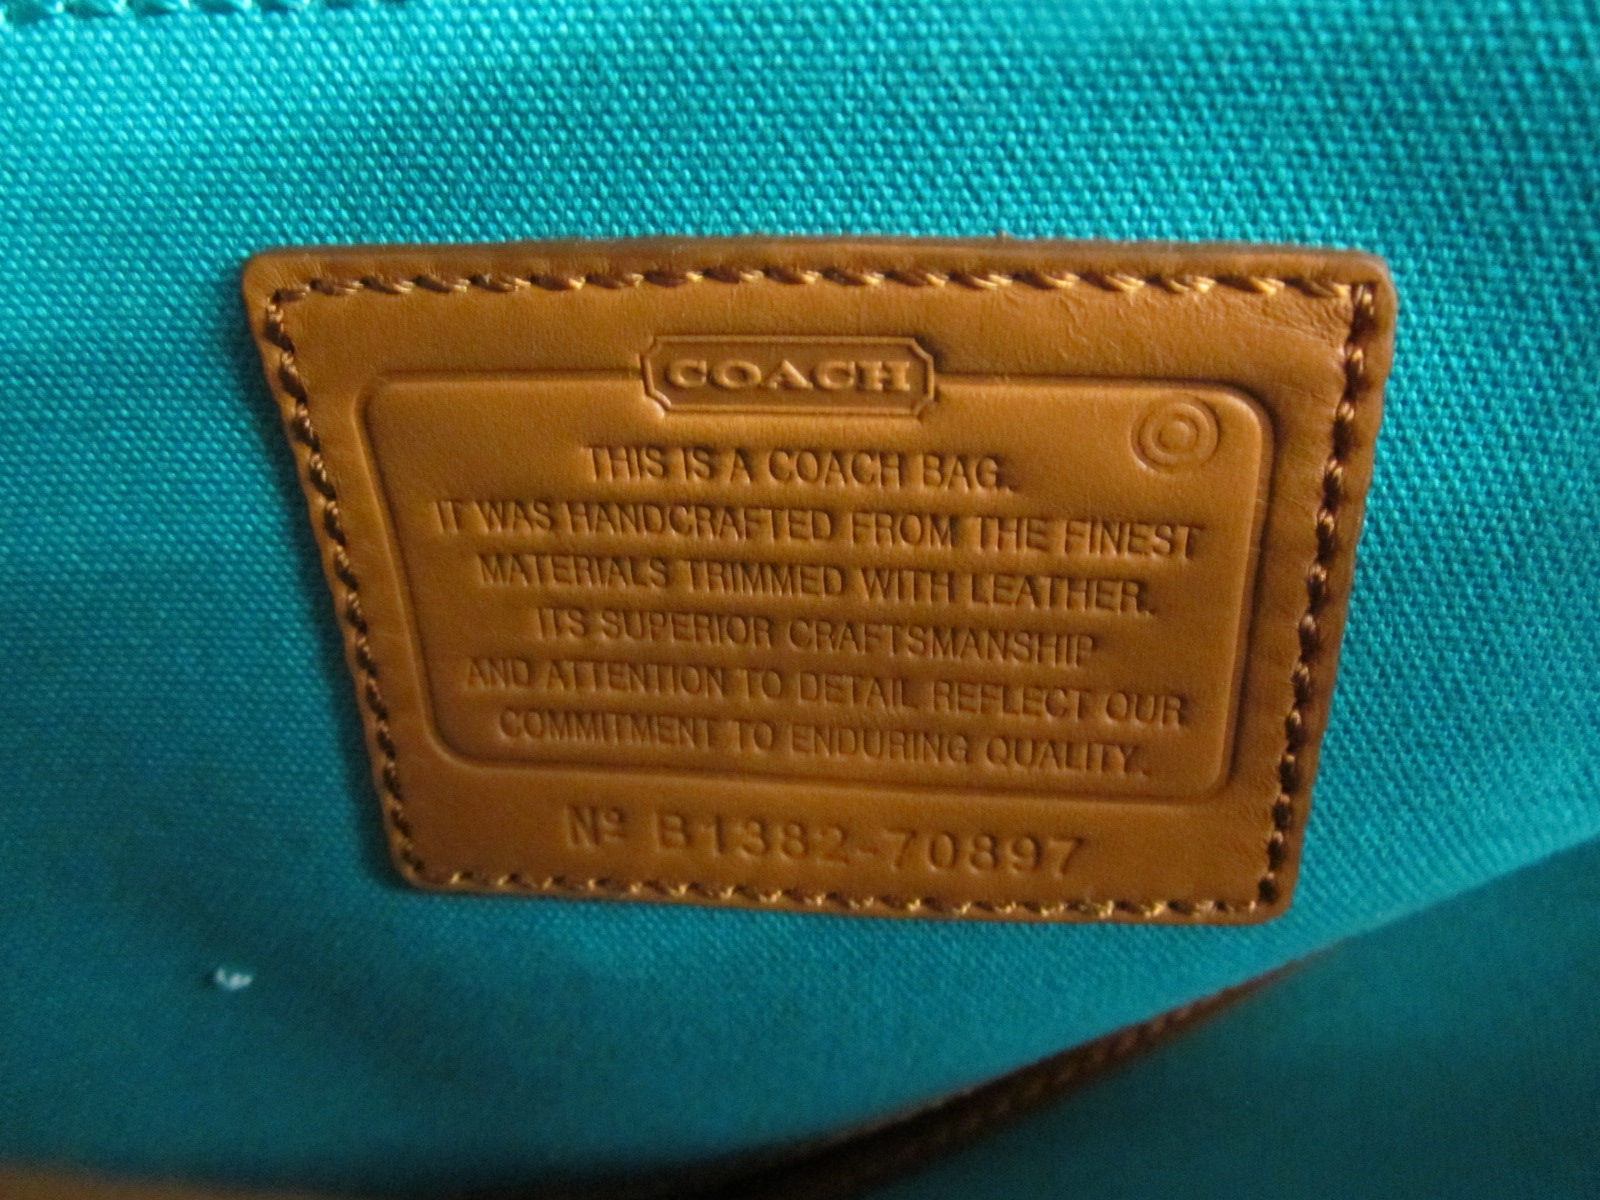 COACH
THIS IS A COACH BAG.
IT WAS HANDCRAFTED FROM THE FINEST
MATERIALS TRIMMED WITH LEATHER.
ITS SUPERIOR CRAFTSMANSHIP
AND ATTENTION TO DETAIL REFLECT OUR
COMMITMENT TO ENDURING QUALITY.
Nº B1382-70897